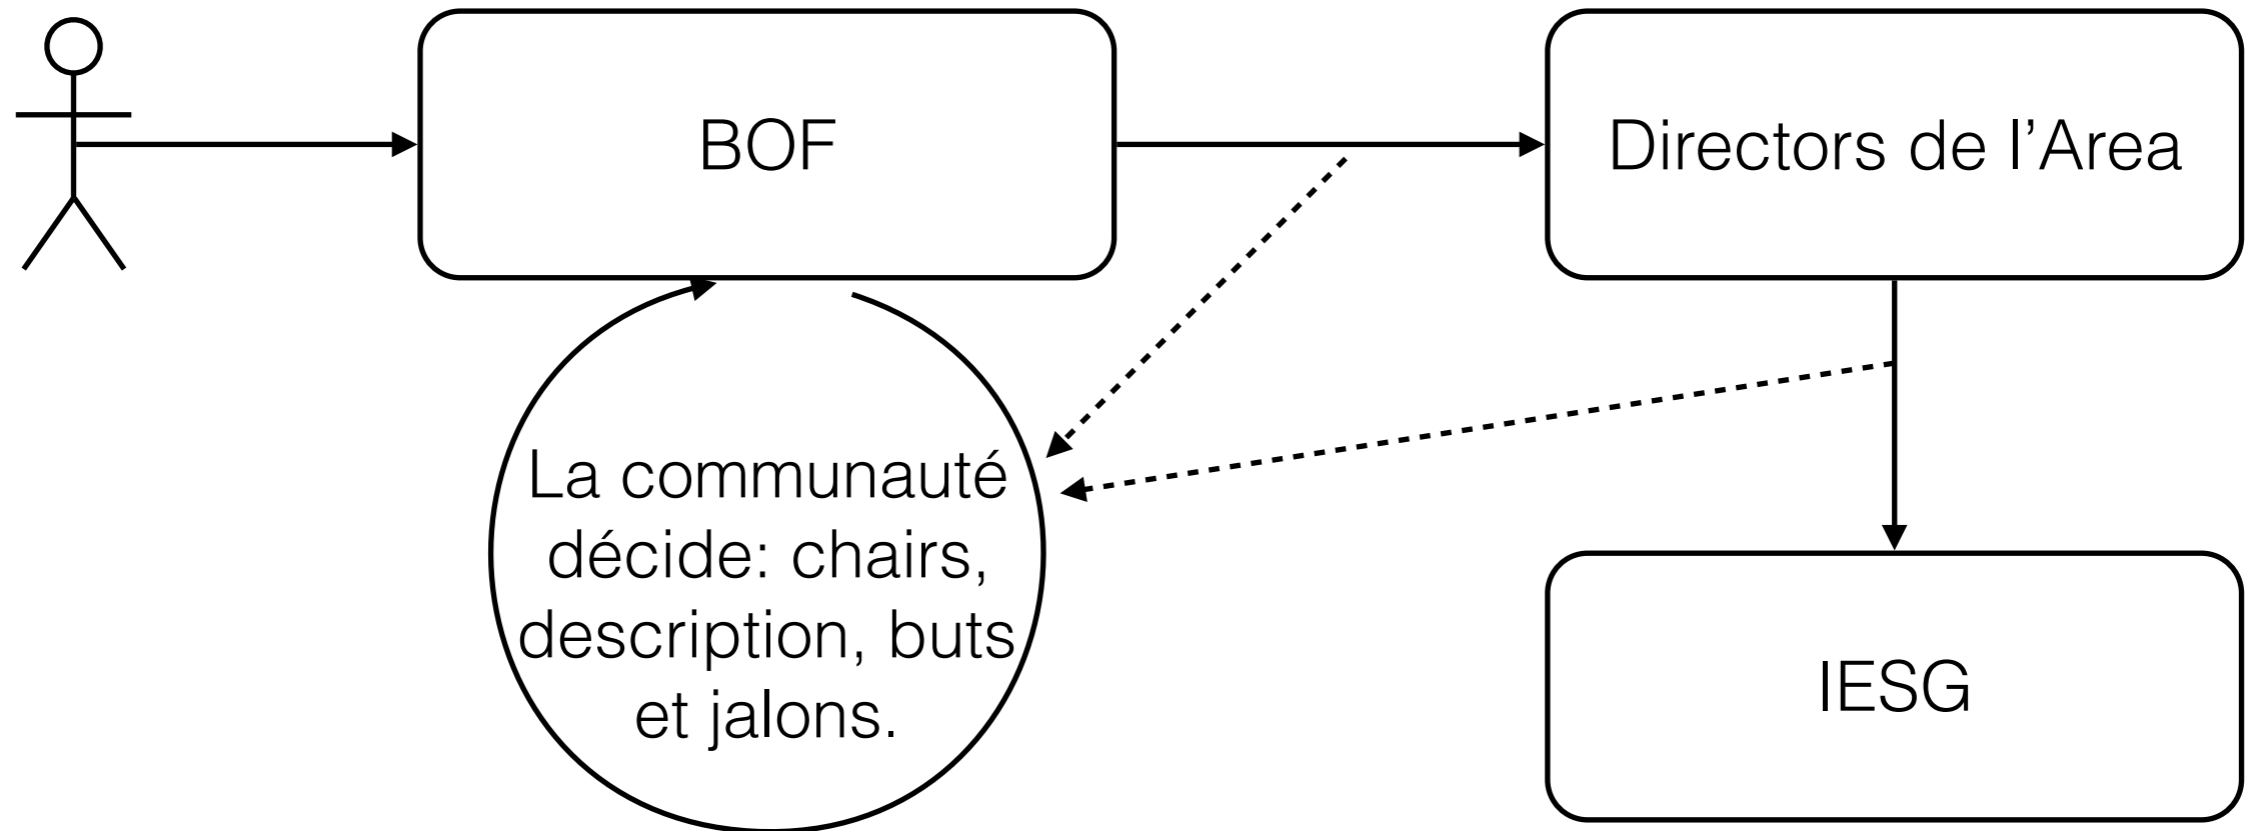 BOF
Directors de l’Area
La communauté
décide: chairs,
description, buts
et jalons.
IESG